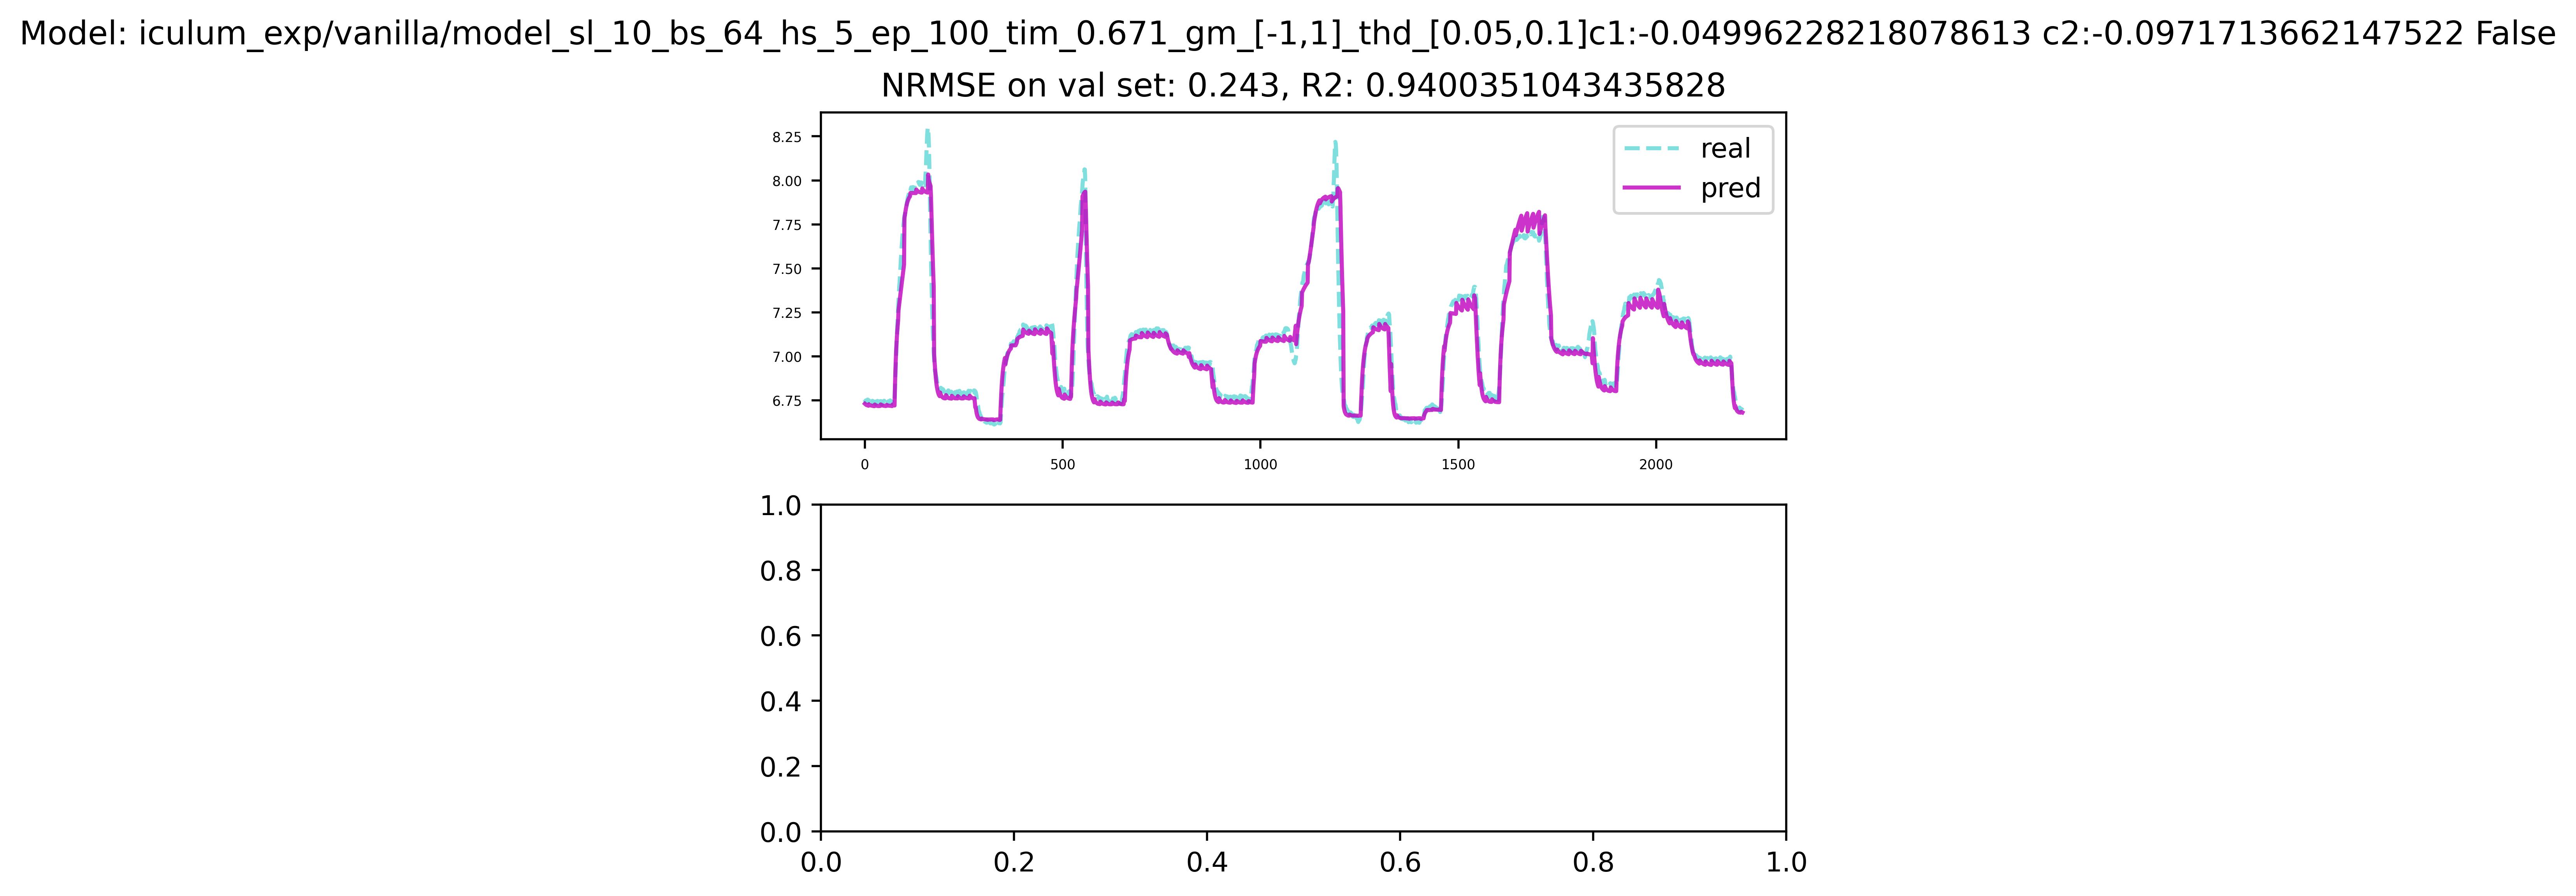 Model: iculum_exp/vanilla/model_sl_10_bs_64_hs_5_ep_100_tim_0.671_gm_[-1,1]_thd_[0.05,0.1]c1:-0.04996228218078613 c2:-0.0971713662147522 False
NRMSE on val set: 0.243, R2: 0.9400351043435828
8.25
8.00
7.75
7.50
7.25
7.00
6.75
real
pred
0 500 1000 1500 2000
1.0
0.8
0.6
0.4
0.2
0.0
0.0 0.2 0.4 0.6 0.8 1.0